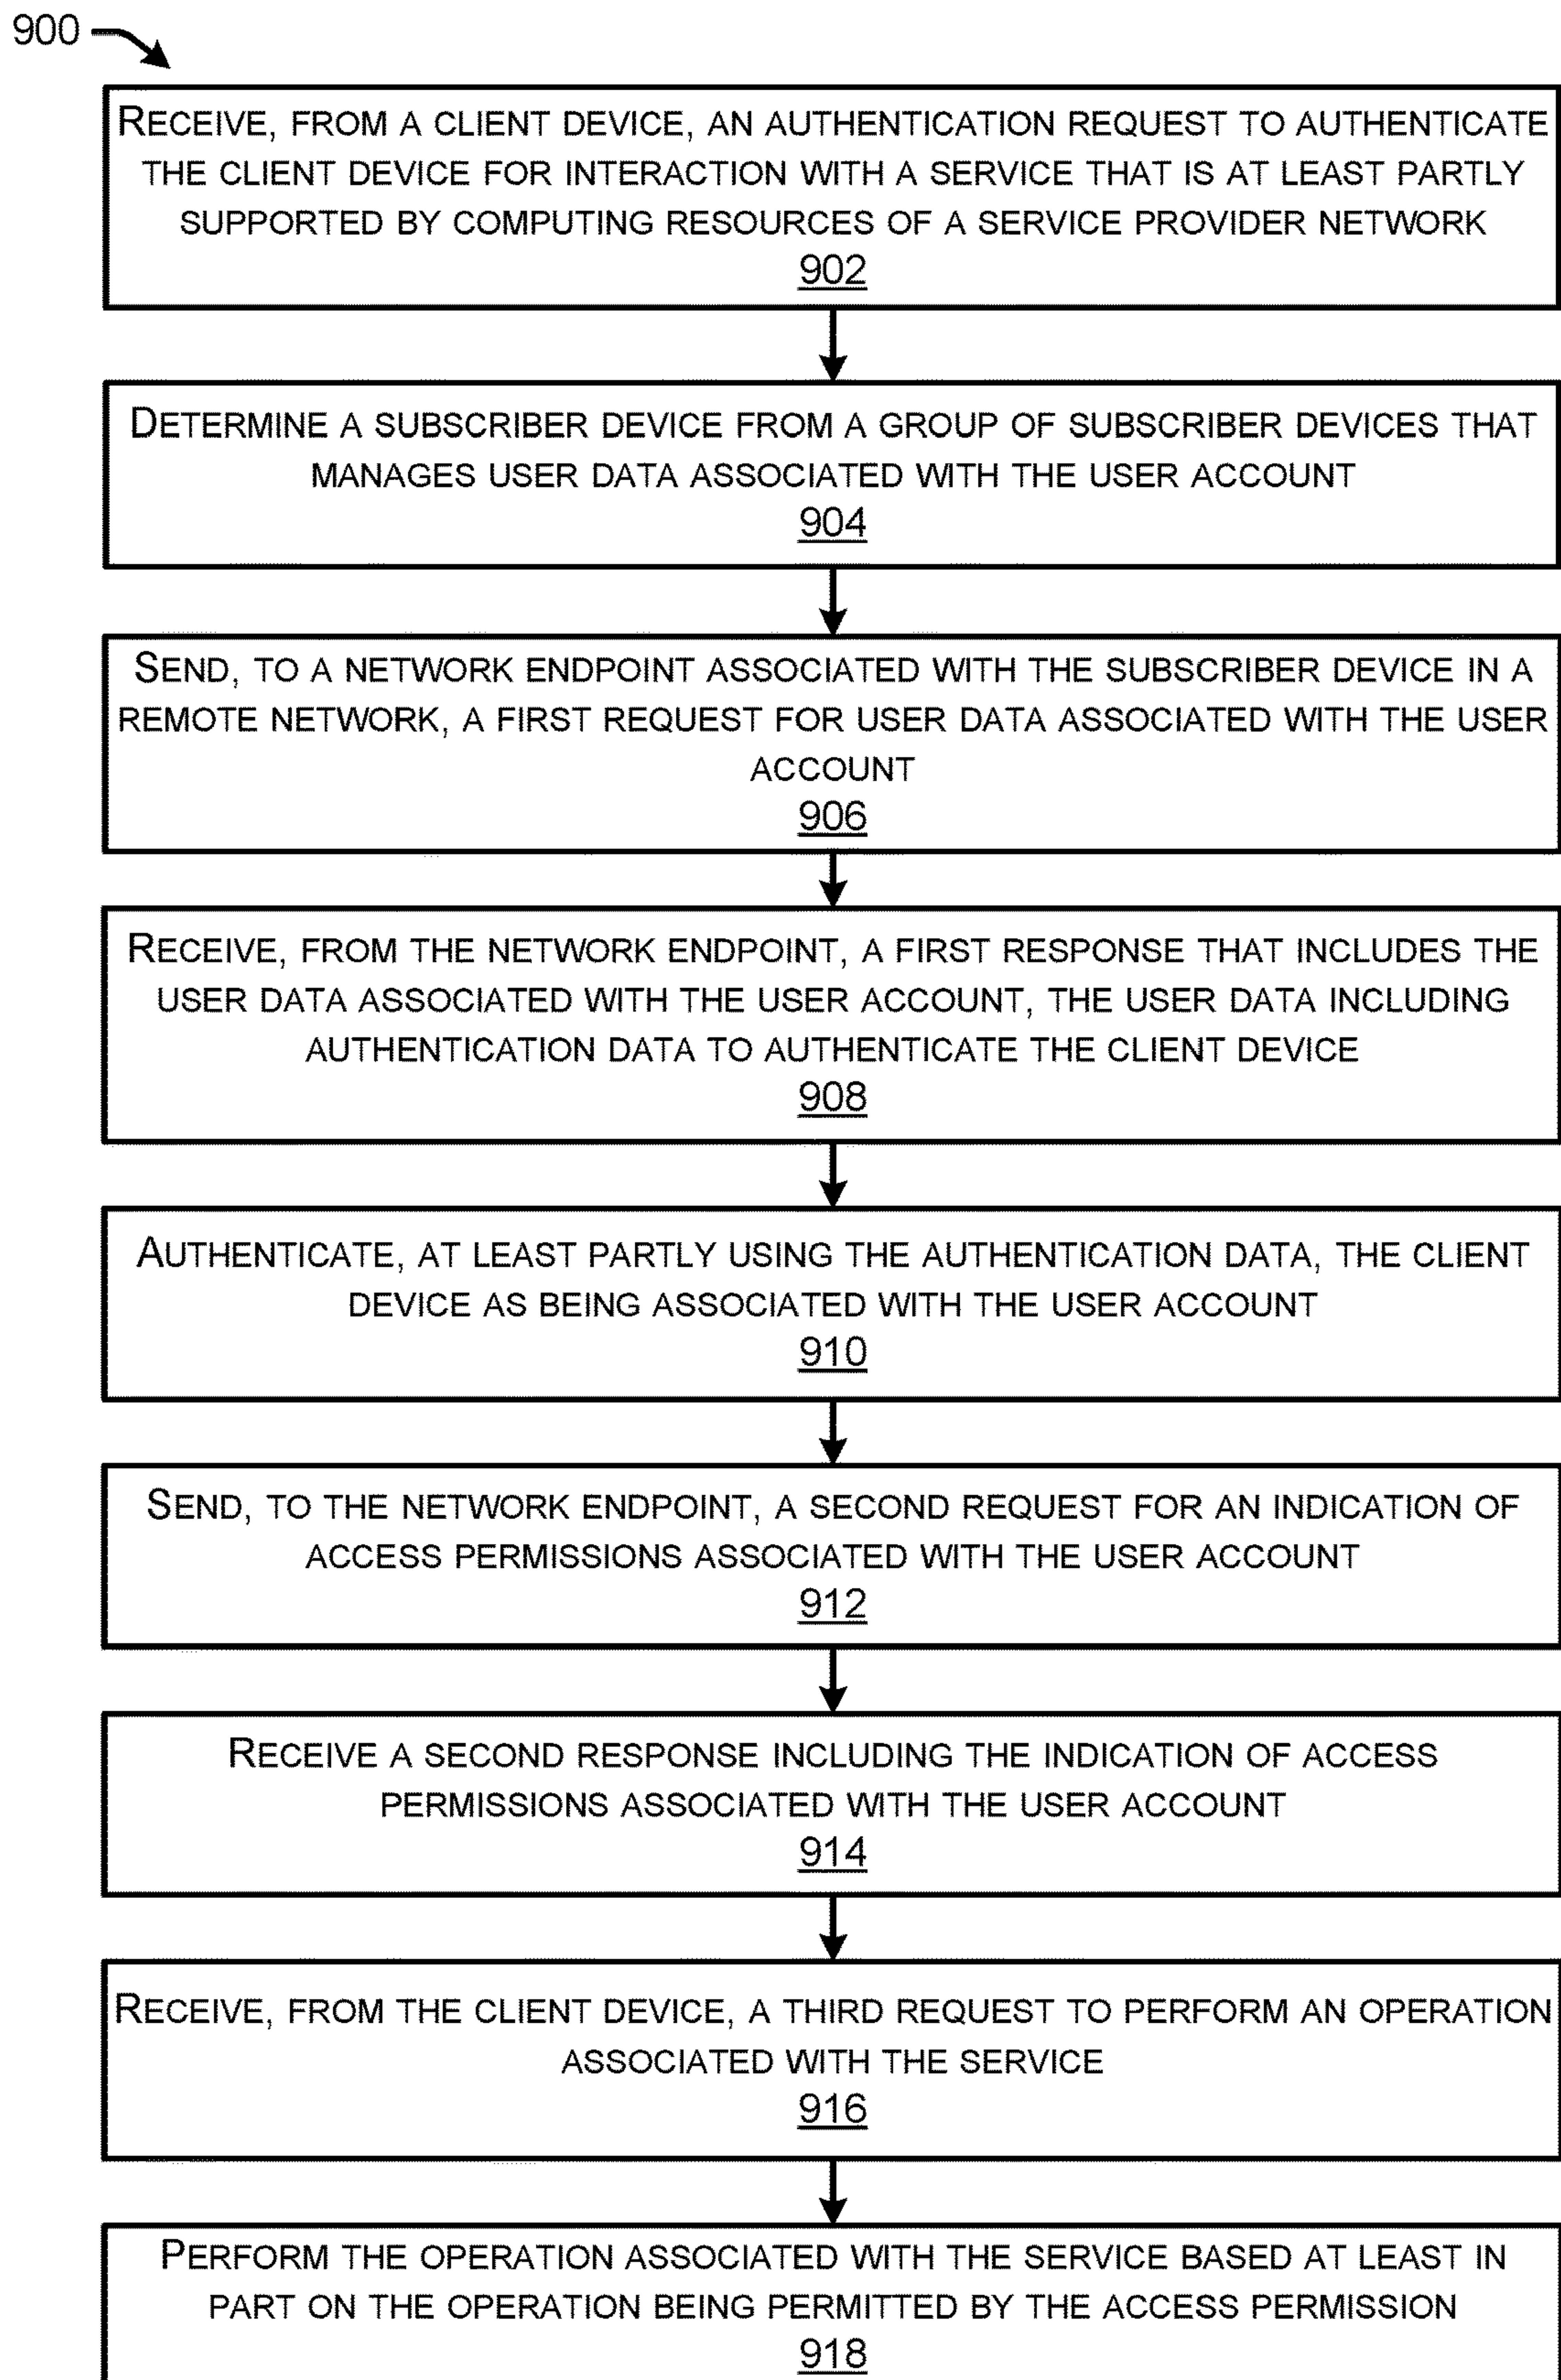 900
RECEIVE, FROM A CLIENT DEVICE, AN AUTHENTICATION REQUEST TO AUTHENTICATE
THE CLIENT DEVICE FOR INTERACTION WITH A SERVICE THAT IS AT LEAST PARTLY
SUPPORTED BY COMPUTING RESOURCES OF A SERVICE PROVIDER NETWORK
902
DETERMINE A SUBSCRIBER DEVICE FROM A GROUP OF SUBSCRIBER DEVICES THAT
MANAGES USER DATA ASSOCIATED WITH THE USER ACCOUNT
904
SEND, TO A NETWORK ENDPOINT ASSOCIATED WITH THE SUBSCRIBER DEVICE IN A
REMOTE NETWORK, A FIRST REQUEST FOR USER DATA ASSOCIATED WITH THE USER
ACCOUNT
906
RECEIVE, FROM THE NETWORK ENDPOINT, A FIRST RESPONSE THAT INCLUDES THE
USER DATA ASSOCIATED WITH THE USER ACCOUNT, THE USER DATA INCLUDING
AUTHENTICATION DATA TO AUTHENTICATE THE CLIENT DEVICE
908
AUTHENTICATE, AT LEAST PARTLY USING THE AUTHENTICATION DATA, THE CLIENT
DEVICE AS BEING ASSOCIATED WITH THE USER ACCOUNT
910
SEND, TO THE NETWORK ENDPOINT, A SECOND REQUEST FOR AN INDICATION OF
ACCESS PERMISSIONS ASSOCIATED WITH THE USER ACCOUNT
912
RECEIVE A SECOND RESPONSE INCLUDING THE INDICATION OF ACCESS
PERMISSIONS ASSOCIATED WITH THE USER ACCOUNT
914
RECEIVE, FROM THE CLIENT DEVICE, A THIRD REQUEST TO PERFORM AN OPERATION
ASSOCIATED WITH THE SERVICE
916
PERFORM THE OPERATION ASSOCIATED WITH THE SERVICE BASED AT LEAST IN
PART ON THE OPERATION BEING PERMITTED BY THE ACCESS PERMISSION
918